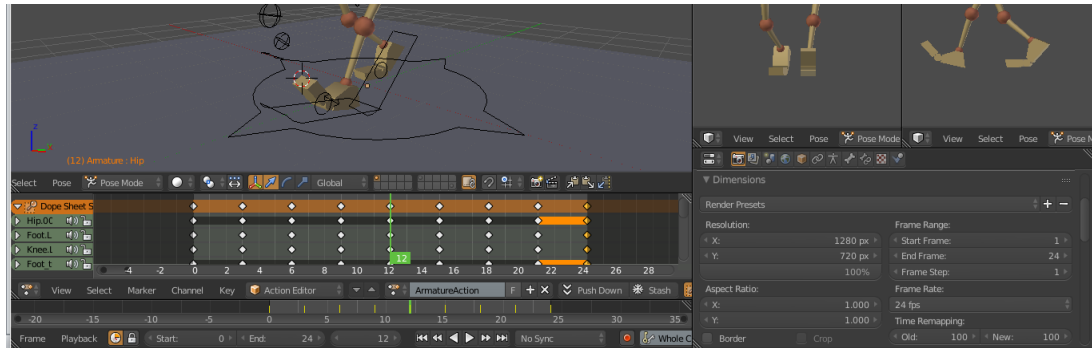 z
(12) Armature : Hip
Select Pose Pose Mode Global
Dope Sheet S
Hip.00
Foot.L
Knee.L
Foot_t
-4 -2 0 2 4 6 8 10 12 14 16 18 20 22 24 26 28
12
View Select Marker Channel Key Action Editor ArmatureAction F Push Down Stash
-20 -15 -10 -5 0 5 10 15 20 25 30 35
Frame Playback Start: 0 End: 24 12 No Sync Whole C
View Select Pose Pose Mode
View Select Pose Pose M
Dimensions
Render Presets
Resolution:
X: 1280 px
Y: 720 px
100%
Aspect Ratio:
X: 1.000
Y: 1.000
Border Crop
Frame Range:
Start Frame: 1
End Frame: 24
Frame Step: 1
Frame Rate:
24 fps
Time Remapping:
Old: 100 New: 100